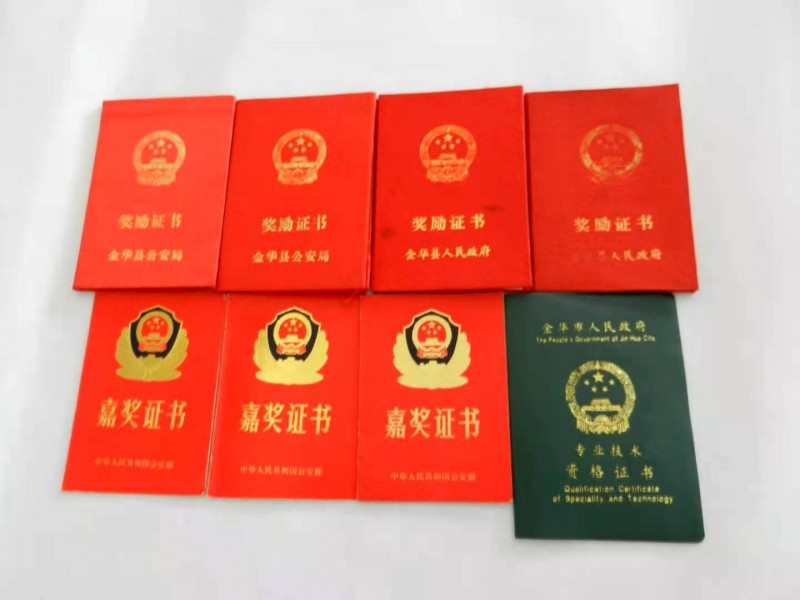 奖励证书
金华县公安局
奖励证书
金华县公安局
奖励证书
金华县人民政府
奖励证书
县人民政府
嘉奖证书
中华人民共和国公安部
嘉奖证书
中华人民共和国公安部
嘉奖证书
中华人民共和国公安部
金华市人民政府
The People's Government of Jin Hua City
专业技术
资格证书
Qualification Certificate
of Speciality and Technology